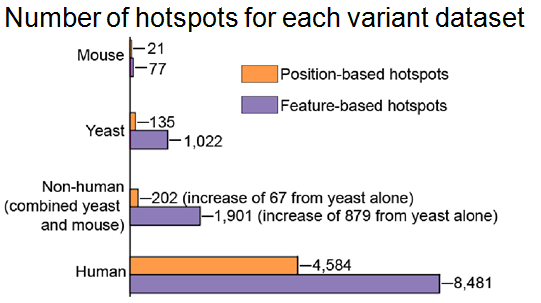 Number of hotspots for each variant dataset
Mouse
21
77
Position-based hotspots
Feature-based hotspots
Yeast
135
1,022
Non-human
(combined yeast
and mouse)
202 (increase of 67 from yeast alone)
1,901 (increase of 879 from yeast alone)
Human
4,584
8,481